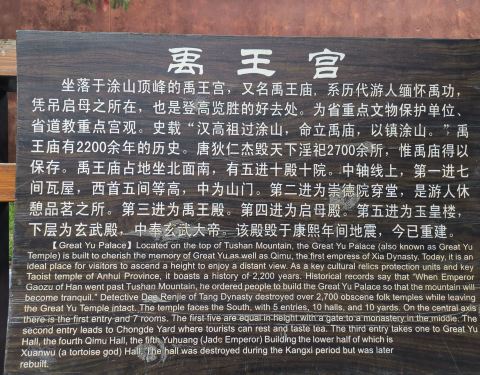 禹王宫
坐落于涂山顶峰的禹王宫，又名禹王庙，系历代游人缅怀禹功，
凭吊启母之所在，也是登高览胜的好去处。为省重点文物保护单位、
省道教重点宫观。史载“汉高祖过涂山，命立禹庙，以镇涂山。”禹
王庙有2200余年的历史。唐狄仁杰毁天下淫祀2700余所，惟禹庙得以
保存。禹王庙占地坐北面南，有五进十殿十院。中轴线上，第一进七
间瓦屋，西首五间等高，中为山门。第二进为崇德院穿堂，是游人休
憩品茗之所。第三进为禹王殿。第四进为启母殿。第五进为玉皇楼，
下层为玄武殿，中奉玄武大帝。该殿毁于康熙年间地震，今已重建。
【Great Yu Palace】Located on the top of Tushan Mountain, the Great Yu Palace (also known as Great Yu
Temple) is built to cherish the memory of Great Yu as well as Qimu, the first empress of Xia Dynasty. Today, it is an
ideal place for visitors to ascend a height to enjoy a distant view. As a key cultural relics protection units and key
Taoist temple of Anhui Province, it boasts a history of 2,200 years. Historical records say that "When Emperor
Gaozu of Han went past Tushan Mountain, he ordered people to build the Great Yu Palace so that the mountain will
become tranquil." Detective Dee Renjie of Tang Dynasty destroyed over 2,700 obscene folk temples while leaving
the Great Yu Temple intact. The temple faces the South, with 5 entries, 10 halls, and 10 yards. On the central axis
there is the first entry and 7 rooms. The first five are equal in height with a gate to a monastery in the middle. The
second entry leads to Chongde Yard where tourists can rest and taste tea. The third entry takes one to Great Yu
Hall, the fourth Qimu Hall, the fifth Yuhuang (Jade Emperor) Building the lower half of which is
Xuanwu (a tortoise god) Hall. The hall was destroyed during the Kangxi period but was later
rebuilt.